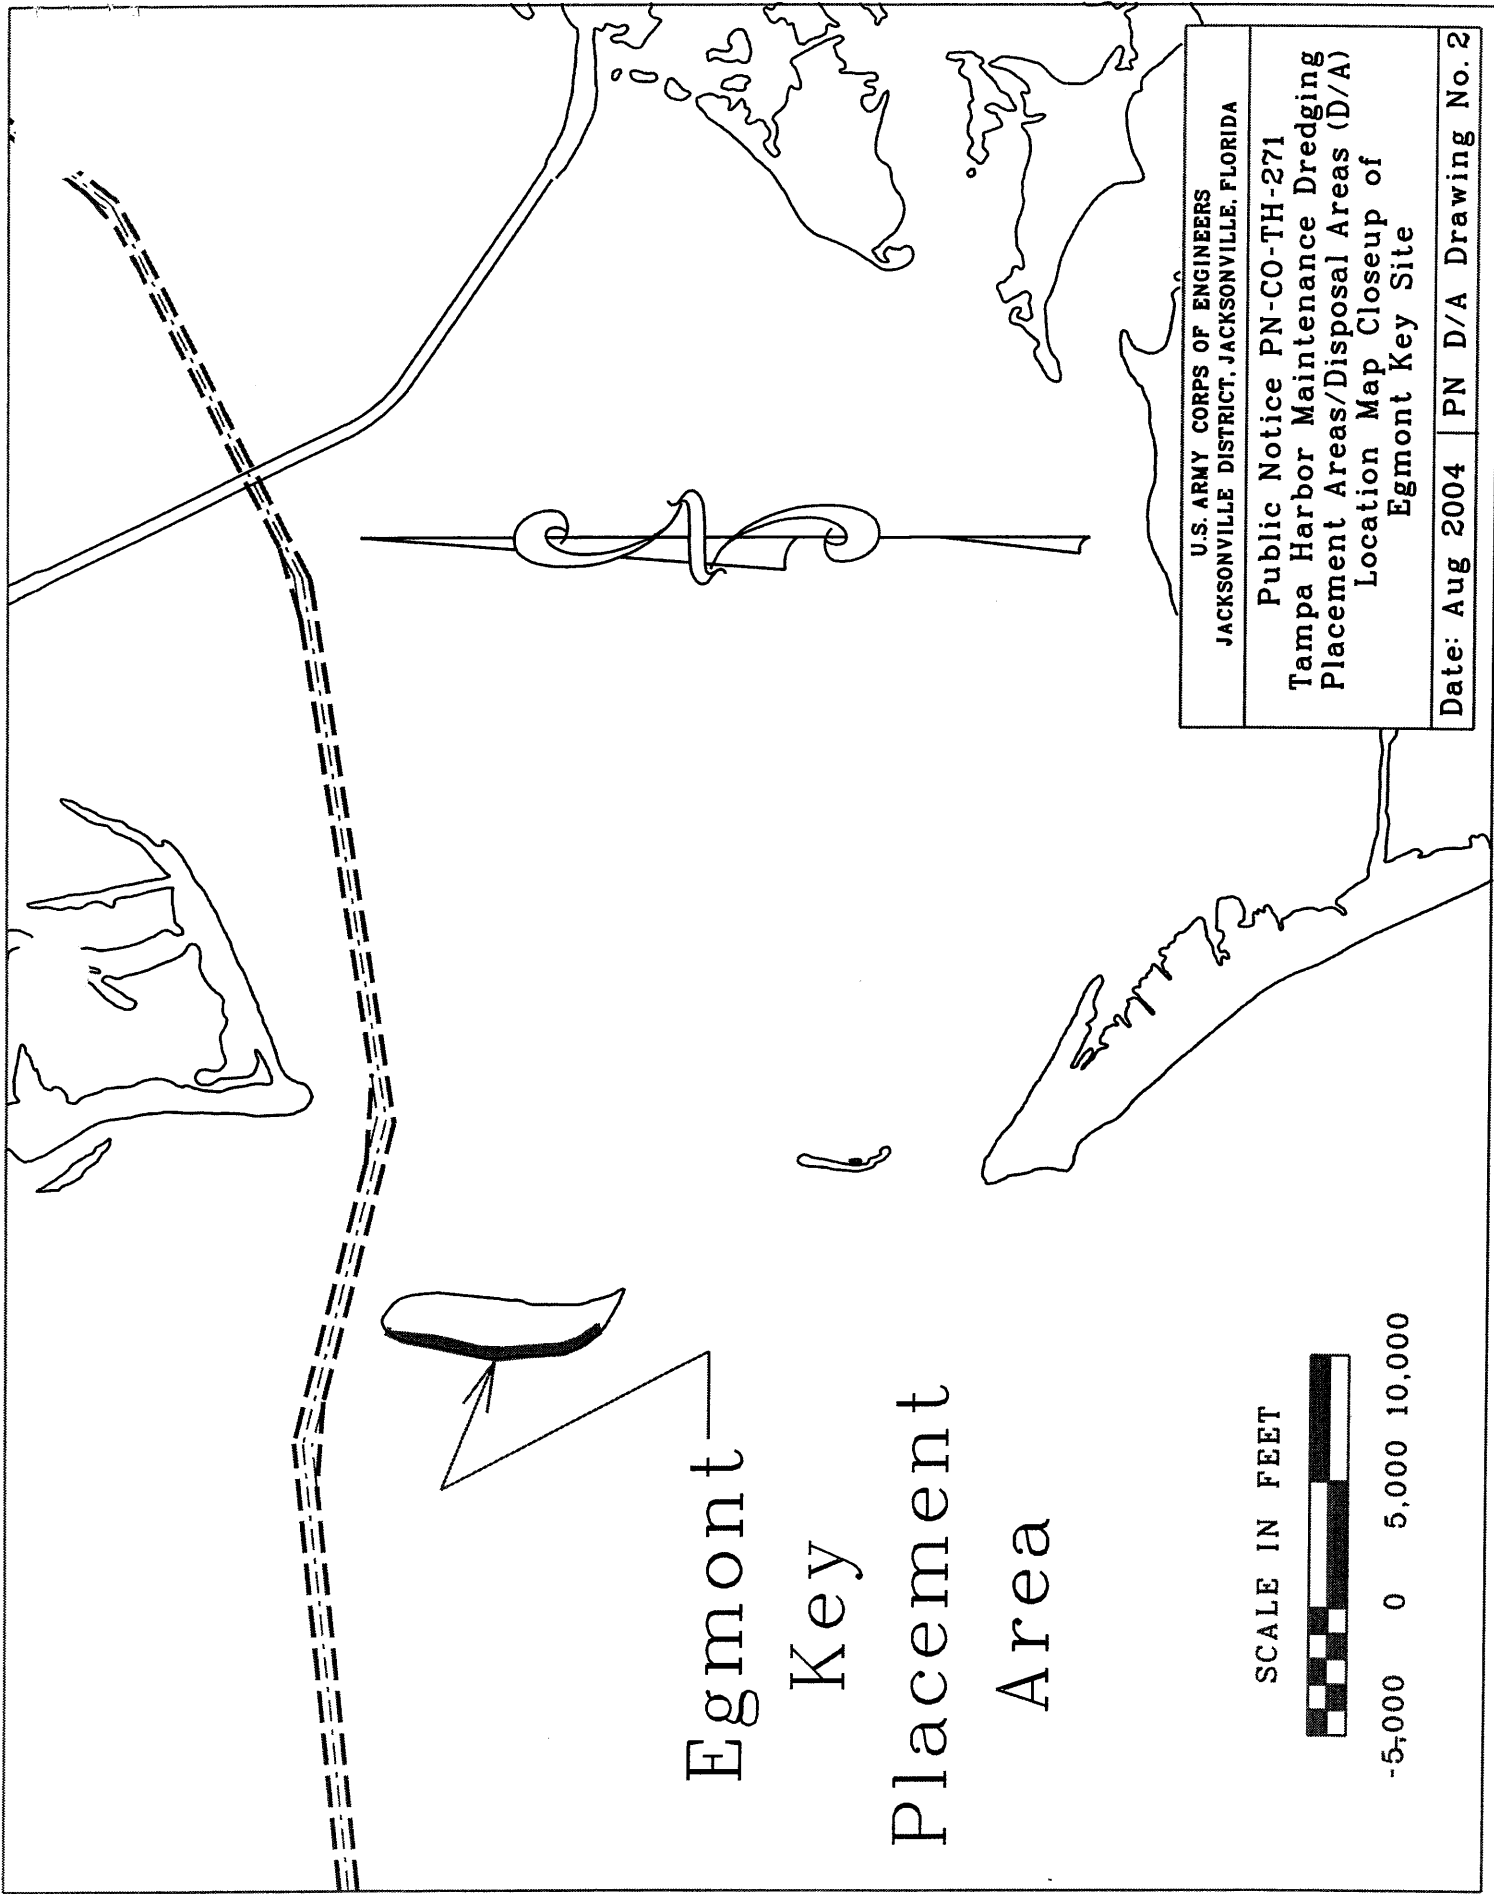 Egmont
Key
Placement
Area
SCALE IN FEET
-5,000 0 5,000 10,000
U.S. ARMY CORPS OF ENGINEERS
JACKSONVILLE DISTRICT, JACKSONVILLE, FLORIDA
Public Notice PN-CO-TH-271
Tampa Harbor Maintenance Dredging
Placement Areas/Disposal Areas (D/A)
Location Map Closeup of
Egmont Key Site
Date: Aug 2004 PN D/A Drawing No. 2